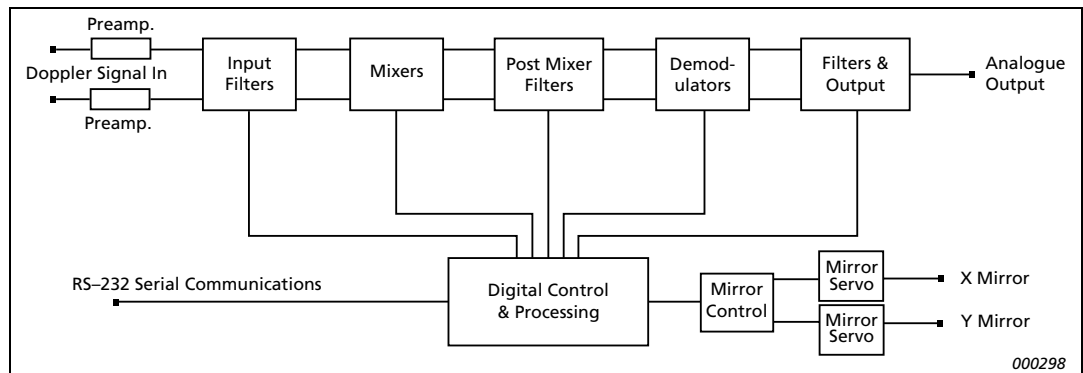 Preamp.
Doppler Signal In
Preamp.
Input
Filters
Mixers
Post Mixer
Filters
Demod-
ulators
Filters &
Output
Analogue
Output
RS–232 Serial Communications
Digital Control
& Processing
Mirror
Control
Mirror
Servo
X Mirror
Mirror
Servo
Y Mirror
000298